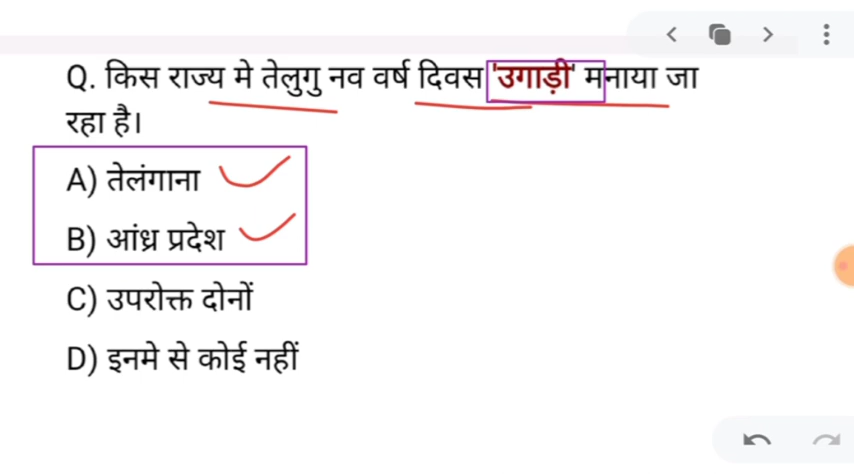 Q. किस राज्य मे तेलुगु नव वर्ष दिवस 'उगाड़ी' मनाया जा
रहा है।
A) तेलंगाना
B) आंध्र प्रदेश
C) उपरोक्त दोनों
D) इनमे से कोई नहीं